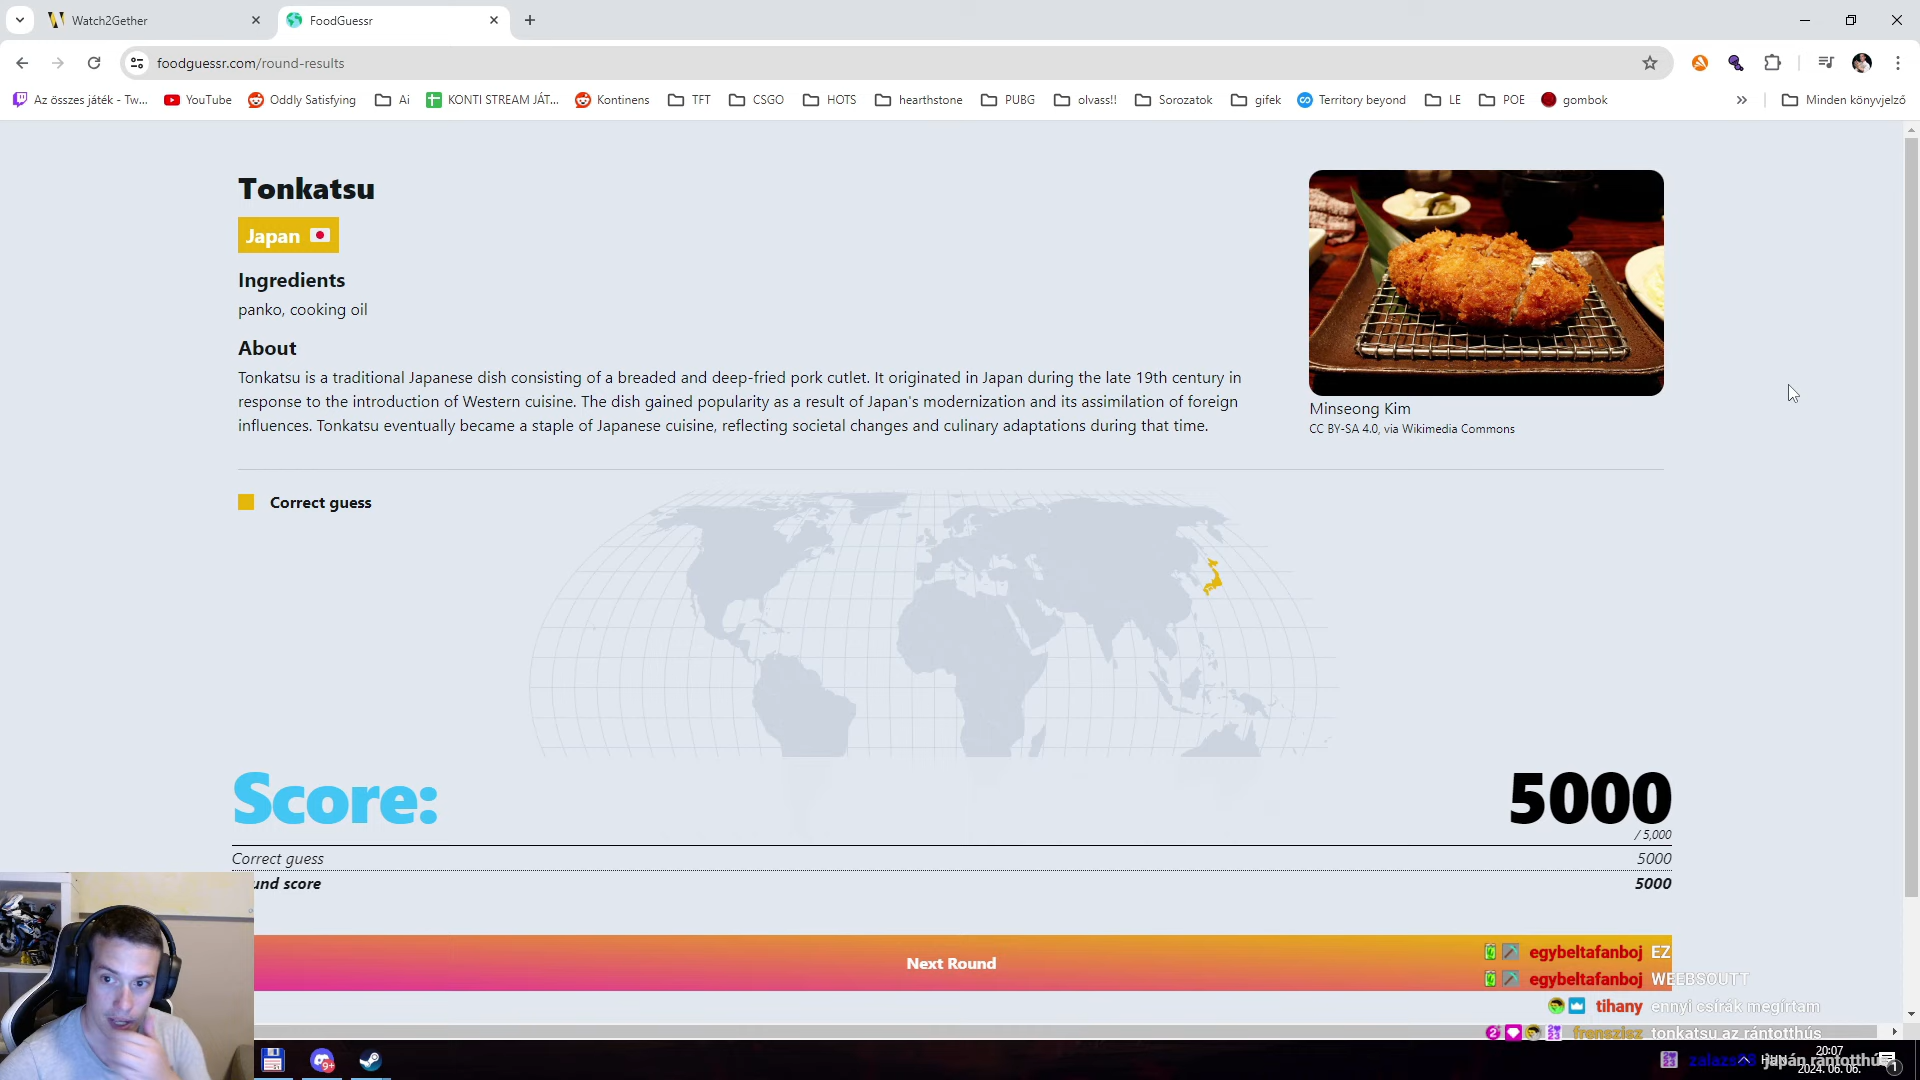 Watch2Gether
FoodGuessr
foodguessr.com/round-results
Az összes játék - Tw...
YouTube
Oddly Satisfying
Ai
KONTI STREAM JÁT...
Kontinens
TFT
CSGO
HOTS
hearthstone
PUBG
olvass!!
Sorozatok
gifek
Territory beyond
LE
POE
gombok
Minden könyvjelző
Tonkatsu
Japan
Ingredients
panko, cooking oil
About
Tonkatsu is a traditional Japanese dish consisting of a breaded and deep-fried pork cutlet. It originated in Japan during the late 19th century in
response to the introduction of Western cuisine. The dish gained popularity as a result of Japan's modernization and its assimilation of foreign
influences. Tonkatsu eventually became a staple of Japanese cuisine, reflecting societal changes and culinary adaptations during that time.
Minseong Kim
CC BY-SA 4.0, via Wikimedia Commons
Correct guess
Score:
5000
/ 5,000
Correct guess
5000
und score
5000
Next Round
egybeltafanboj EZ
egybeltafanboj WEEBSOUTT
tihany ennyi csírák megírtam
fronszisz tonkatsu az rántotthús
japán rántotthús
20:07
2024. 06. 06.